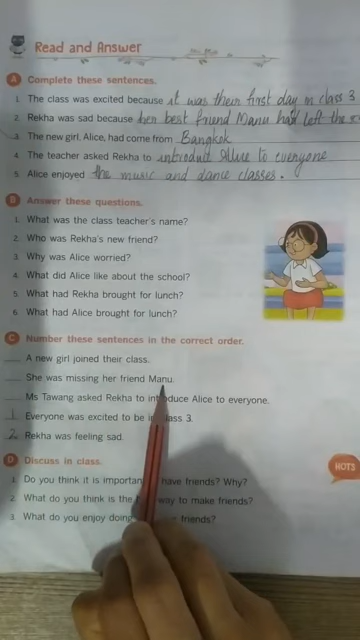 Read and Answer
A Complete these sentences.
1. The class was excited because it was their first day in class 3
2. Rekha was sad because her best friend Manu had left the
3. The new girl, Alice, had come from Bangkok
4. The teacher asked Rekha to introduce Alice to everyone
5. Alice enjoyed the music and dance classes.
B Answer these questions.
1. What was the class teacher's name?
2. Who was Rekha's new friend?
3. Why was Alice worried?
4. What did Alice like about the school?
5. What had Rekha brought for lunch?
6. What had Alice brought for lunch?
C Number these sentences in the correct order.
A new girl joined their class.
She was missing her friend Manu.
Ms Tawang asked Rekha to introduce Alice to everyone.
1 Everyone was excited to be in class 3.
2 Rekha was feeling sad.
D Discuss in class.
HOTS
1. Do you think it is important have friends? Why?
2. What do you think is the way to make friends?
3. What do you enjoy doing friends?